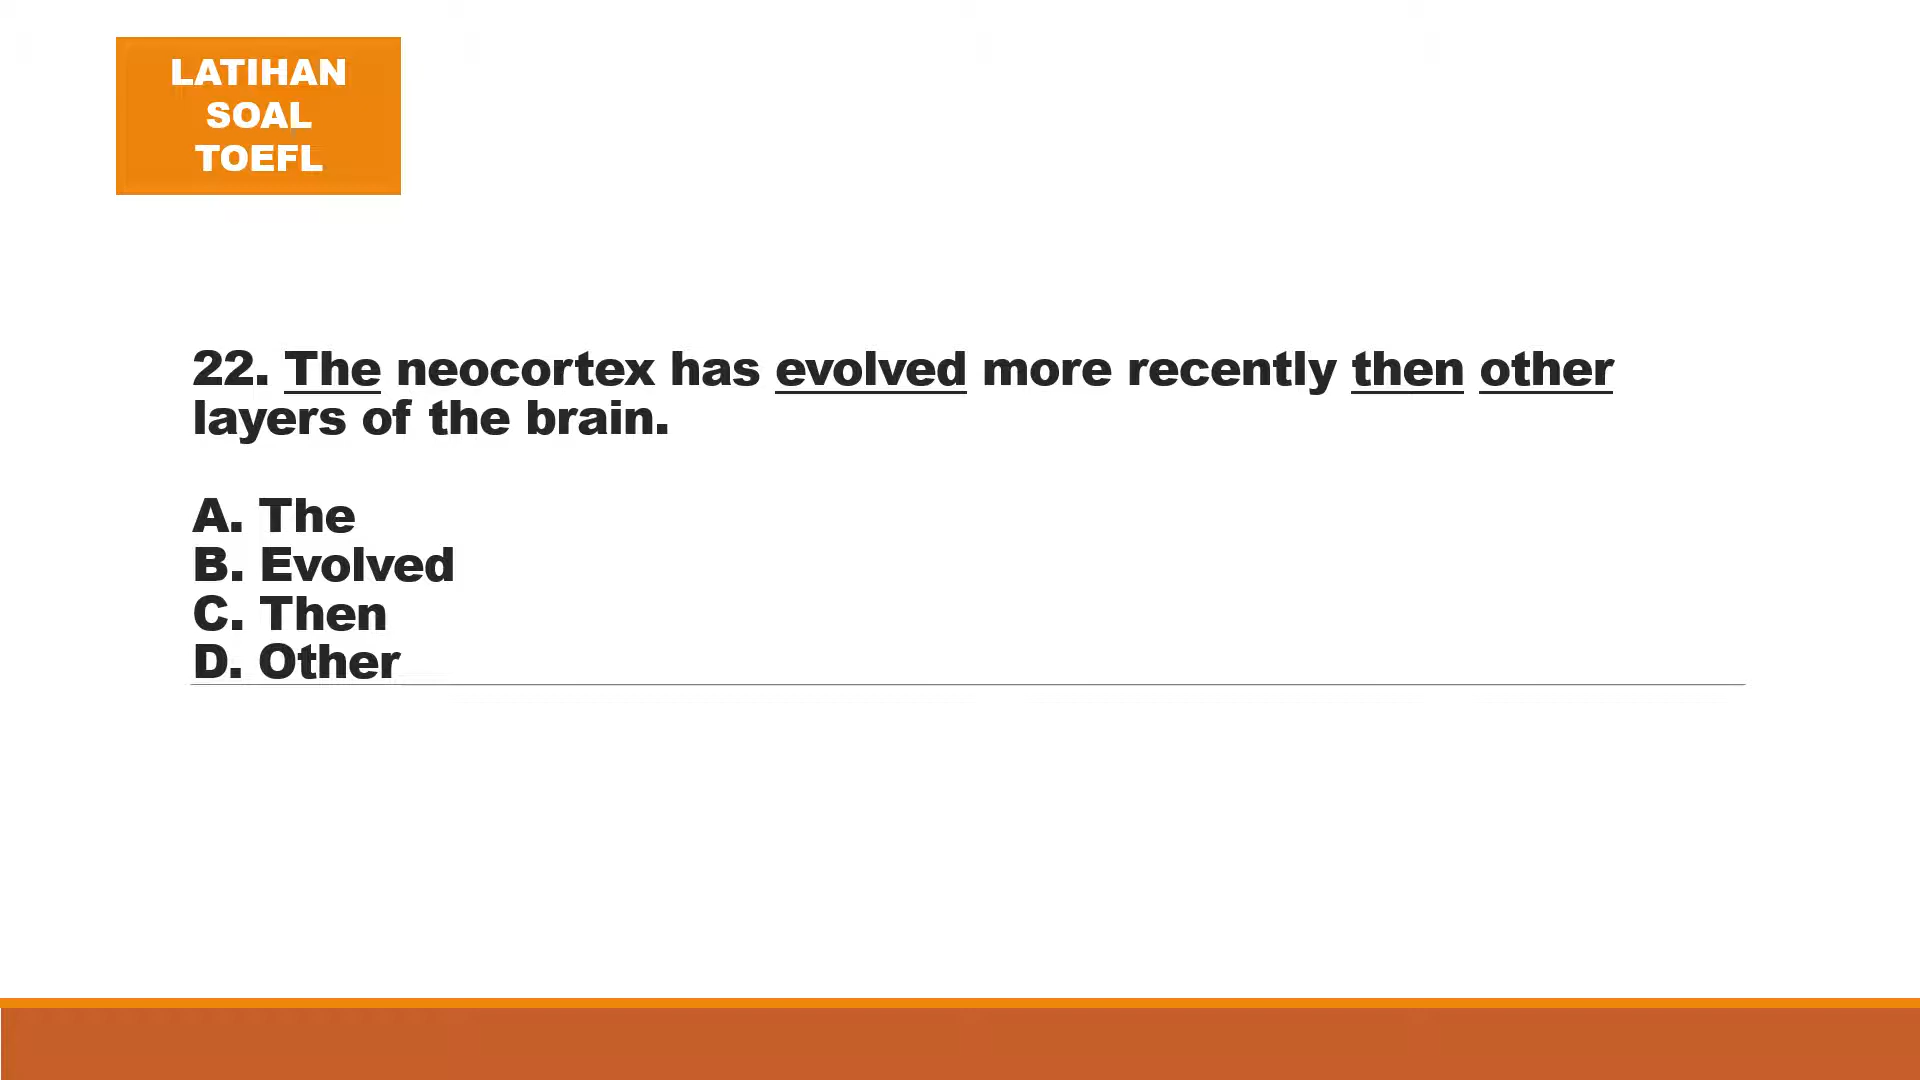 LATIHAN
SOAL
TOEFL
22. The neocortex has evolved more recently then other
layers of the brain.
A. The
B. Evolved
C. Then
D. Other